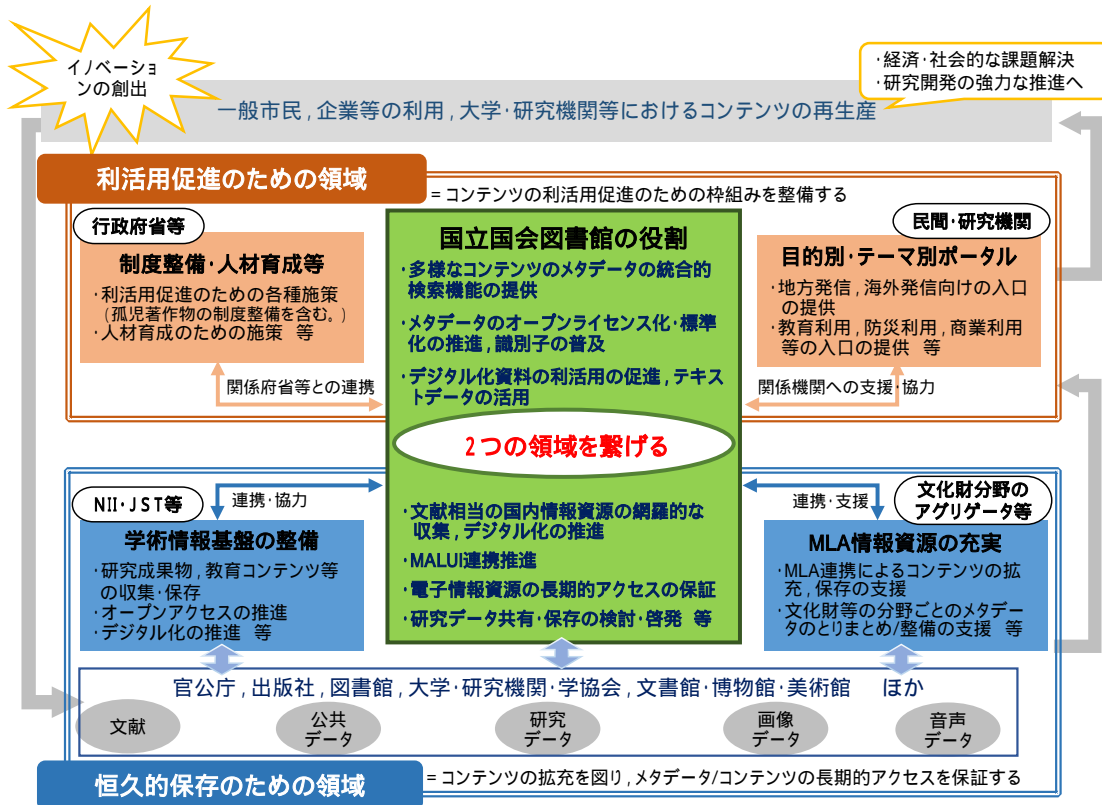 イノベーショ
ンの創出
・経済・社会的な課題解決
・研究開発の強力な推進へ
一般市民，企業等の利用，大学・研究機関等におけるコンテンツの再生産
利活用促進のための領域
＝コンテンツの利活用促進のための枠組みを整備する
行政府省等
制度整備・人材育成等
・利活用促進のための各種施策
（孤児著作物の制度整備を含む。）
・人材育成のための施策 等
関係府省等との連携
国立国会図書館の役割
・多様なコンテンツのメタデータの統合的
検索機能の提供
・メタデータのオープンライセンス化・標準
化の推進，識別子の普及
・デジタル化資料の利活用の促進，テキス
トデータの活用
民間・研究機関
目的別・テーマ別ポータル
・地方発信，海外発信向けの入口
の提供
・教育利用，防災利用，商業利用
等の入口の提供 等
関係機関への支援・協力
2つの領域を繋げる
NII・JST等
連携・協力
学術情報基盤の整備
・研究成果物，教育コンテンツ等
の収集・保存
・オープンアクセスの推進
・デジタル化の推進 等
・文献相当の国内情報資源の網羅的な
収集，デジタル化の推進
・MALUI連携推進
・電子情報資源の長期的アクセスの保証
・研究データ共有・保存の検討・啓発 等
連携・支援
文化財分野の
アグリゲータ等
MLA情報資源の充実
・MLA連携によるコンテンツの拡
充，保存の支援
・文化財等の分野ごとのメタデー
タのとりまとめ/整備の支援 等
官公庁，出版社，図書館，大学・研究機関・学協会，文書館・博物館・美術館 ほか
文献
公共
データ
研究
データ
画像
データ
音声
データ
恒久的保存のための領域
＝コンテンツの拡充を図り，メタデータ/コンテンツの長期的アクセスを保証する